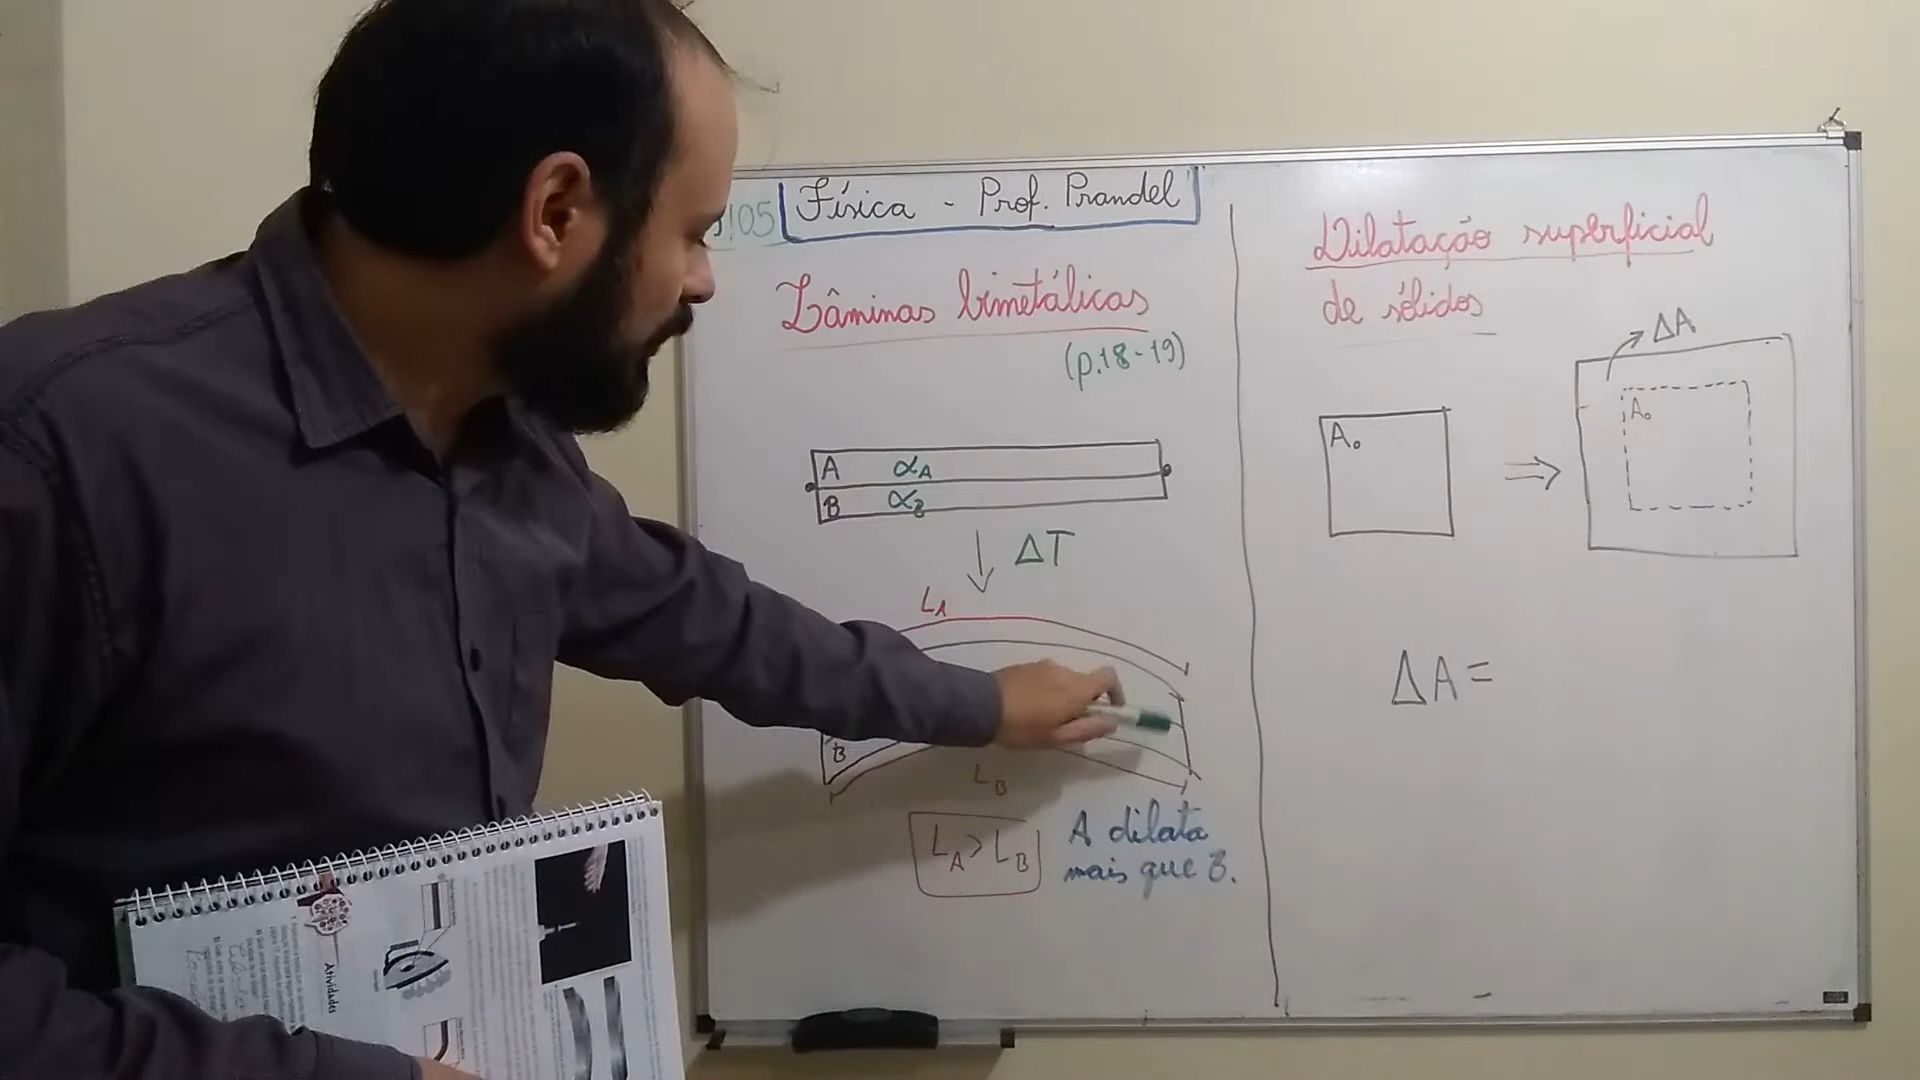 Física - Prof. Prandel
Lâminas bimetálicas
(p.18-19)
A αA
B αB
ΔT
LA
B
LB
LA > LB
A dilata
mais que B.
Dilatação superficial
de sólidos
A₀
ΔA
A₀
ΔA =
Atividades